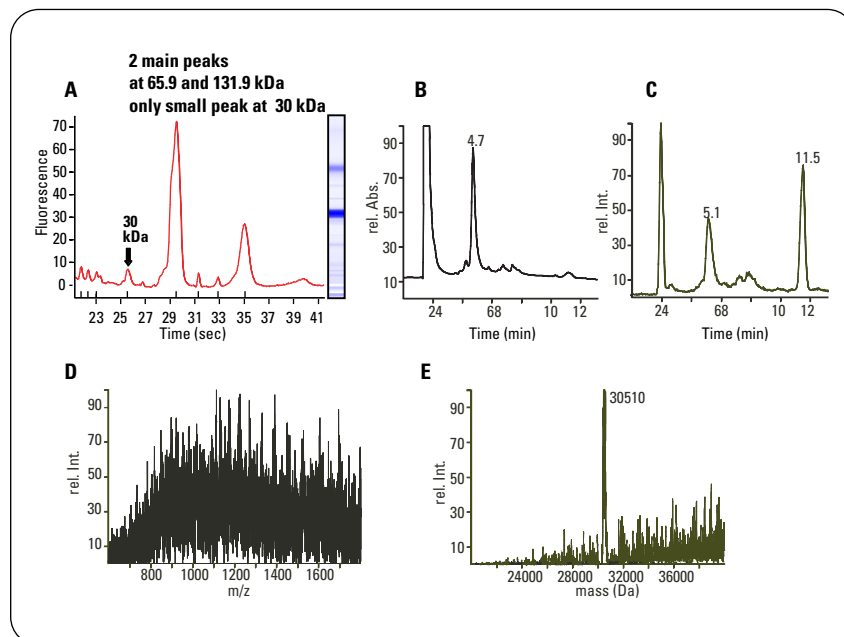 2 main peaks
at 65.9 and 131.9 kDa
only small peak at 30 kDa
A
70
60
50
40
30
20
10
0
Fluorescence
30
kDa
23 25 27 29 31 33 35 37 39 41
Time (sec)
B
4.7
90
70
50
30
10
rel. Abs.
24 68 10 12
Time (min)
C
11.5
5.1
90
70
50
30
10
rel. Int.
24 68 10 12
Time (min)
D
90
70
50
30
10
rel. Int.
800 1000 1200 1400 1600
m/z
E
30510
90
70
50
30
10
rel. Int.
24000 28000 32000 36000
mass (Da)